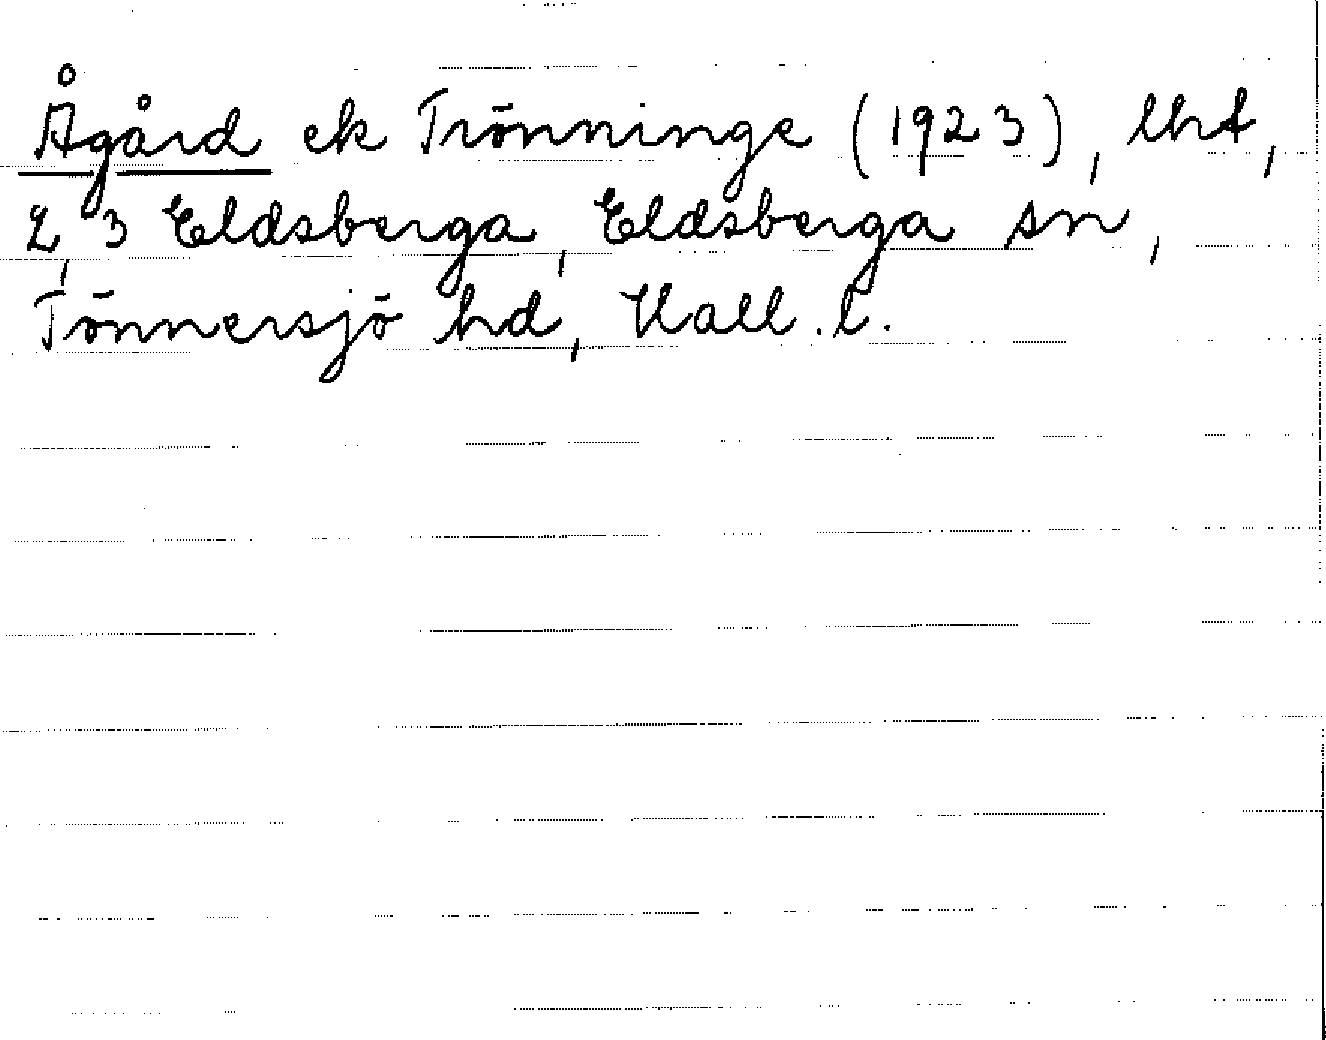 Ågård ek Trönninge (1923), lht,
2, 3 Eldsberga, Eldsberga sn,
Tönnersjö hd, Hall. l.